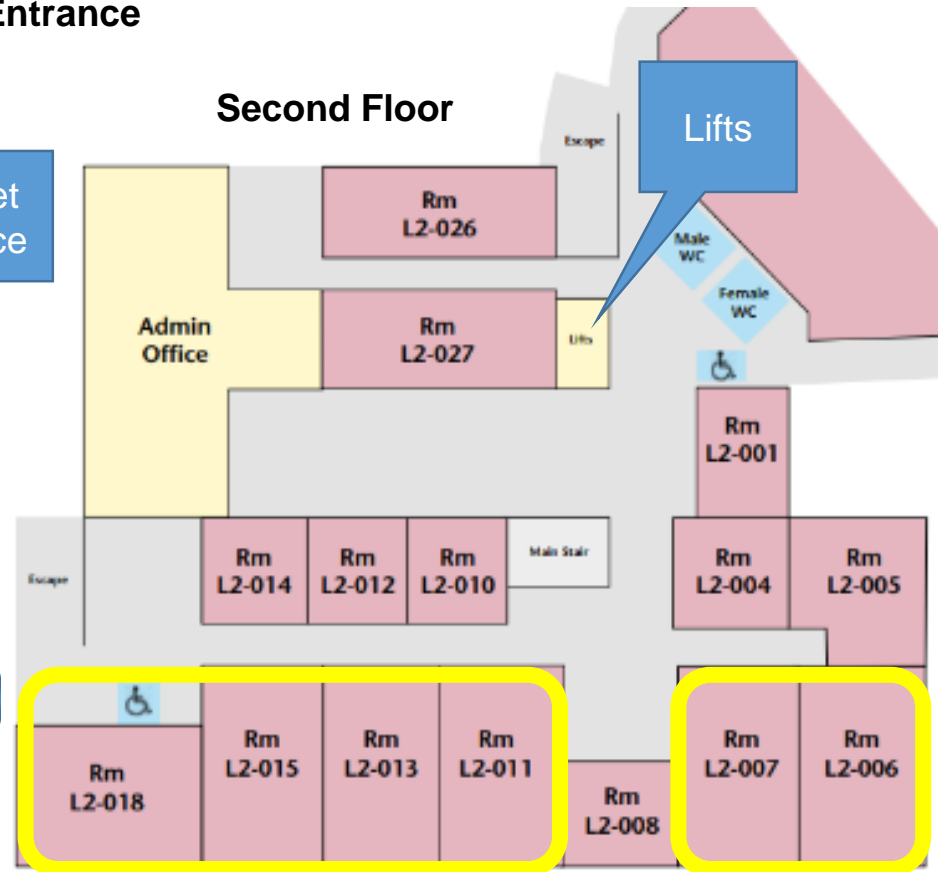 Entrance
Second Floor
Lifts
Escape
Rm
L2-026
Male
WC
Female
WC
Admin
Office
Rm
L2-027
Lifts
Rm
L2-001
Escape
Rm
L2-014
Rm
L2-012
Rm
L2-010
Main Stair
Rm
L2-004
Rm
L2-005
Rm
L2-018
Rm
L2-015
Rm
L2-013
Rm
L2-011
Rm
L2-008
Rm
L2-007
Rm
L2-006